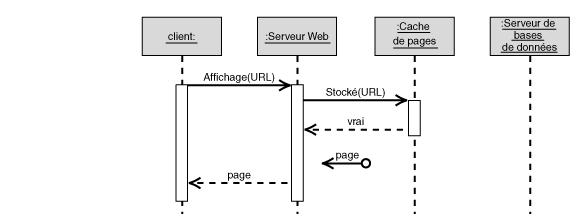 client:
:Serveur Web
:Cache
de pages
:Serveur de
bases
de données
Affichage(URL)
Stocké(URL)
vrai
page
page